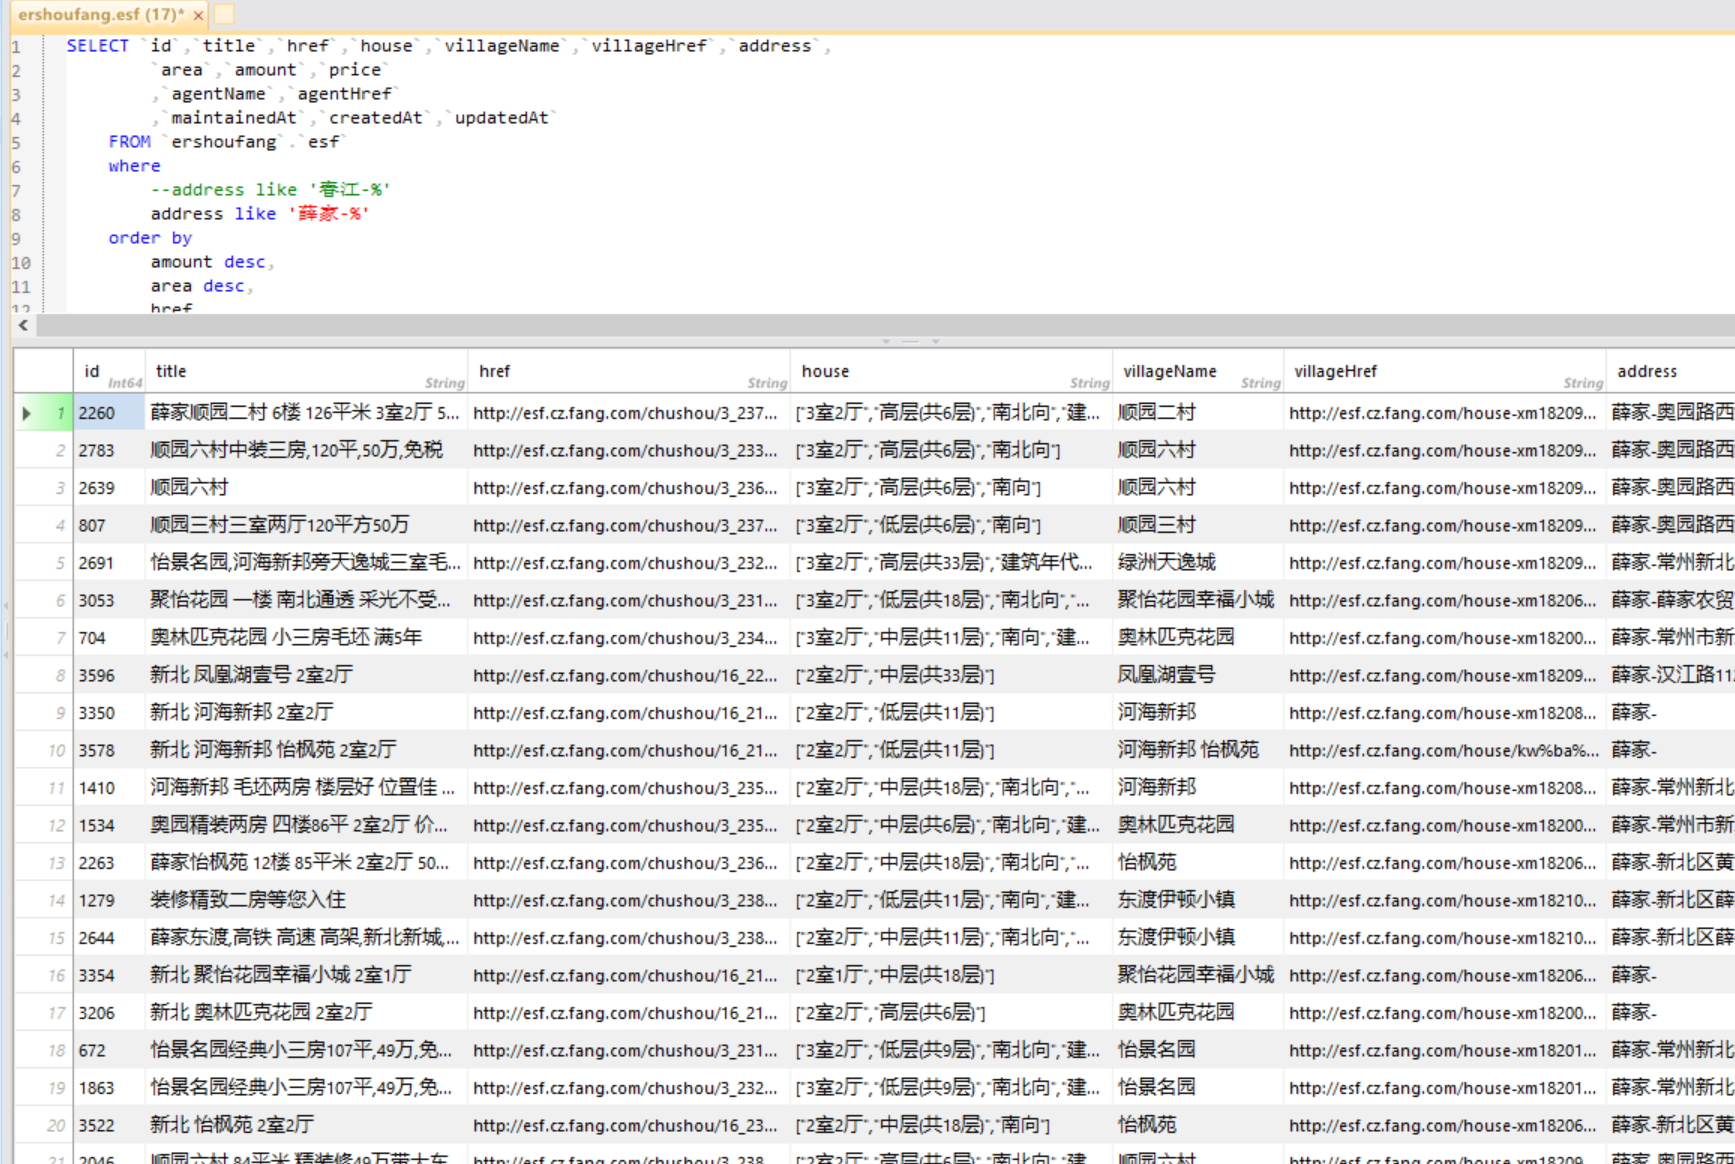 ershoufang.esf (17)* ×
1 SELECT `id`,`title`,`href`,`house`,`villageName`,`villageHref`,`address`,
2 `area`,`amount`,`price`
3 ,`agentName`,`agentHref`
4 ,`maintainedAt`,`createdAt`,`updatedAt`
5 FROM `ershoufang`.`esf`
6 where
7 --address like '春江-%'
8 address like '薛家-%'
9 order by
10 amount desc,
11 area desc,
12 href
id Int64 title String href String house String villageName String villageHref String address
1 2260 薛家顺园二村 6楼 126平米 3室2厅 5... http://esf.cz.fang.com/chushou/3_237... ["3室2厅","高层(共6层)","南北向","建... 顺园二村 http://esf.cz.fang.com/house-xm18209... 薛家-奥园路西
2 2783 顺园六村中装三房,120平,50万,免税 http://esf.cz.fang.com/chushou/3_233... ["3室2厅","高层(共6层)","南北向"] 顺园六村 http://esf.cz.fang.com/house-xm18209... 薛家-奥园路西
3 2639 顺园六村 http://esf.cz.fang.com/chushou/3_236... ["3室2厅","高层(共6层)","南向"] 顺园六村 http://esf.cz.fang.com/house-xm18209... 薛家-奥园路西
4 807 顺园三村三室两厅120平方50万 http://esf.cz.fang.com/chushou/3_237... ["3室2厅","低层(共6层)","南向"] 顺园三村 http://esf.cz.fang.com/house-xm18209... 薛家-奥园路西
5 2691 怡景名园,河海新邦旁天逸城三室毛... http://esf.cz.fang.com/chushou/3_232... ["3室2厅","高层(共33层)","建筑年代... 绿洲天逸城 http://esf.cz.fang.com/house-xm18209... 薛家-常州新北
6 3053 聚怡花园 一楼 南北通透 采光不受... http://esf.cz.fang.com/chushou/3_231... ["3室2厅","低层(共18层)","南北向","... 聚怡花园幸福小城 http://esf.cz.fang.com/house-xm18206... 薛家-薛家农贸
7 704 奥林匹克花园 小三房毛坯 满5年 http://esf.cz.fang.com/chushou/3_234... ["3室2厅","中层(共11层)","南向","建... 奥林匹克花园 http://esf.cz.fang.com/house-xm18200... 薛家-常州市新
8 3596 新北 凤凰湖壹号 2室2厅 http://esf.cz.fang.com/chushou/16_22... ["2室2厅","中层(共33层)"] 凤凰湖壹号 http://esf.cz.fang.com/house-xm18209... 薛家-汉江路11
9 3350 新北 河海新邦 2室2厅 http://esf.cz.fang.com/chushou/16_21... ["2室2厅","低层(共11层)"] 河海新邦 http://esf.cz.fang.com/house-xm18208... 薛家-
10 3578 新北 河海新邦 怡枫苑 2室2厅 http://esf.cz.fang.com/chushou/16_21... ["2室2厅","低层(共11层)"] 河海新邦 怡枫苑 http://esf.cz.fang.com/house/kw%ba%... 薛家-
11 1410 河海新邦 毛坯两房 楼层好 位置佳 ... http://esf.cz.fang.com/chushou/3_235... ["2室2厅","中层(共18层)","南北向","... 河海新邦 http://esf.cz.fang.com/house-xm18208... 薛家-常州新北
12 1534 奥园精装两房 四楼86平 2室2厅 价... http://esf.cz.fang.com/chushou/3_235... ["2室2厅","中层(共6层)","南北向","建... 奥林匹克花园 http://esf.cz.fang.com/house-xm18200... 薛家-常州市新
13 2263 薛家怡枫苑 12楼 85平米 2室2厅 50... http://esf.cz.fang.com/chushou/3_236... ["2室2厅","中层(共18层)","南北向","... 怡枫苑 http://esf.cz.fang.com/house-xm18206... 薛家-新北区黄
14 1279 装修精致二房等您入住 http://esf.cz.fang.com/chushou/3_238... ["2室2厅","低层(共11层)","南向","建... 东渡伊顿小镇 http://esf.cz.fang.com/house-xm18210... 薛家-新北区薛
15 2644 薛家东渡,高铁 高速 高架,新北新城,... http://esf.cz.fang.com/chushou/3_238... ["2室2厅","中层(共11层)","南北向","... 东渡伊顿小镇 http://esf.cz.fang.com/house-xm18210... 薛家-新北区薛
16 3354 新北 聚怡花园幸福小城 2室1厅 http://esf.cz.fang.com/chushou/16_21... ["2室1厅","中层(共18层)"] 聚怡花园幸福小城 http://esf.cz.fang.com/house-xm18206... 薛家-
17 3206 新北 奥林匹克花园 2室2厅 http://esf.cz.fang.com/chushou/16_21... ["2室2厅","高层(共6层)"] 奥林匹克花园 http://esf.cz.fang.com/house-xm18200... 薛家-
18 672 怡景名园经典小三房107平,49万,免... http://esf.cz.fang.com/chushou/3_231... ["3室2厅","低层(共9层)","南北向","建... 怡景名园 http://esf.cz.fang.com/house-xm18201... 薛家-常州新北
19 1863 怡景名园经典小三房107平,49万,免... http://esf.cz.fang.com/chushou/3_232... ["3室2厅","低层(共9层)","南北向","建... 怡景名园 http://esf.cz.fang.com/house-xm18201... 薛家-常州新北
20 3522 新北 怡枫苑 2室2厅 http://esf.cz.fang.com/chushou/16_23... ["2室2厅","中层(共18层)","南向"] 怡枫苑 http://esf.cz.fang.com/house-xm18206... 薛家-新北区黄
21 2046 顺园六村 84平米 精装修49万带大车 http://esf.cz.fang.com/chushou/3_238 ["2室2厅","高层(共6层)","南北向","建 顺园六村 http://esf.cz.fang.com/house-xm18209 薛家-奥园路西